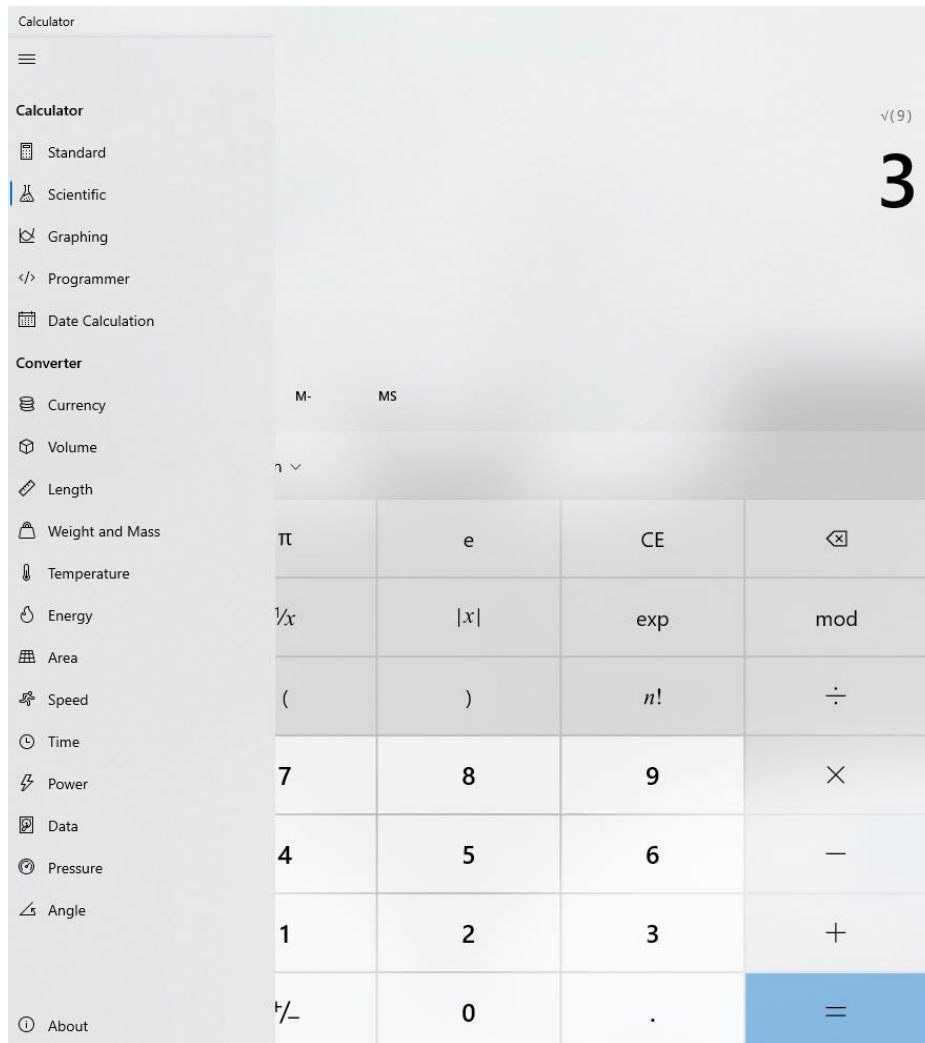 Calculator
Calculator
Standard
Scientific
Graphing
Programmer
Date Calculation
Converter
Currency
Volume
Length
Weight and Mass
Temperature
Energy
Area
Speed
Time
Power
Data
Pressure
Angle
About
√(9)
3
M- MS
π e CE
¹/x |x| exp mod
( ) n! ÷
7 8 9 ×
4 5 6 −
1 2 3 +
+/− 0 . =